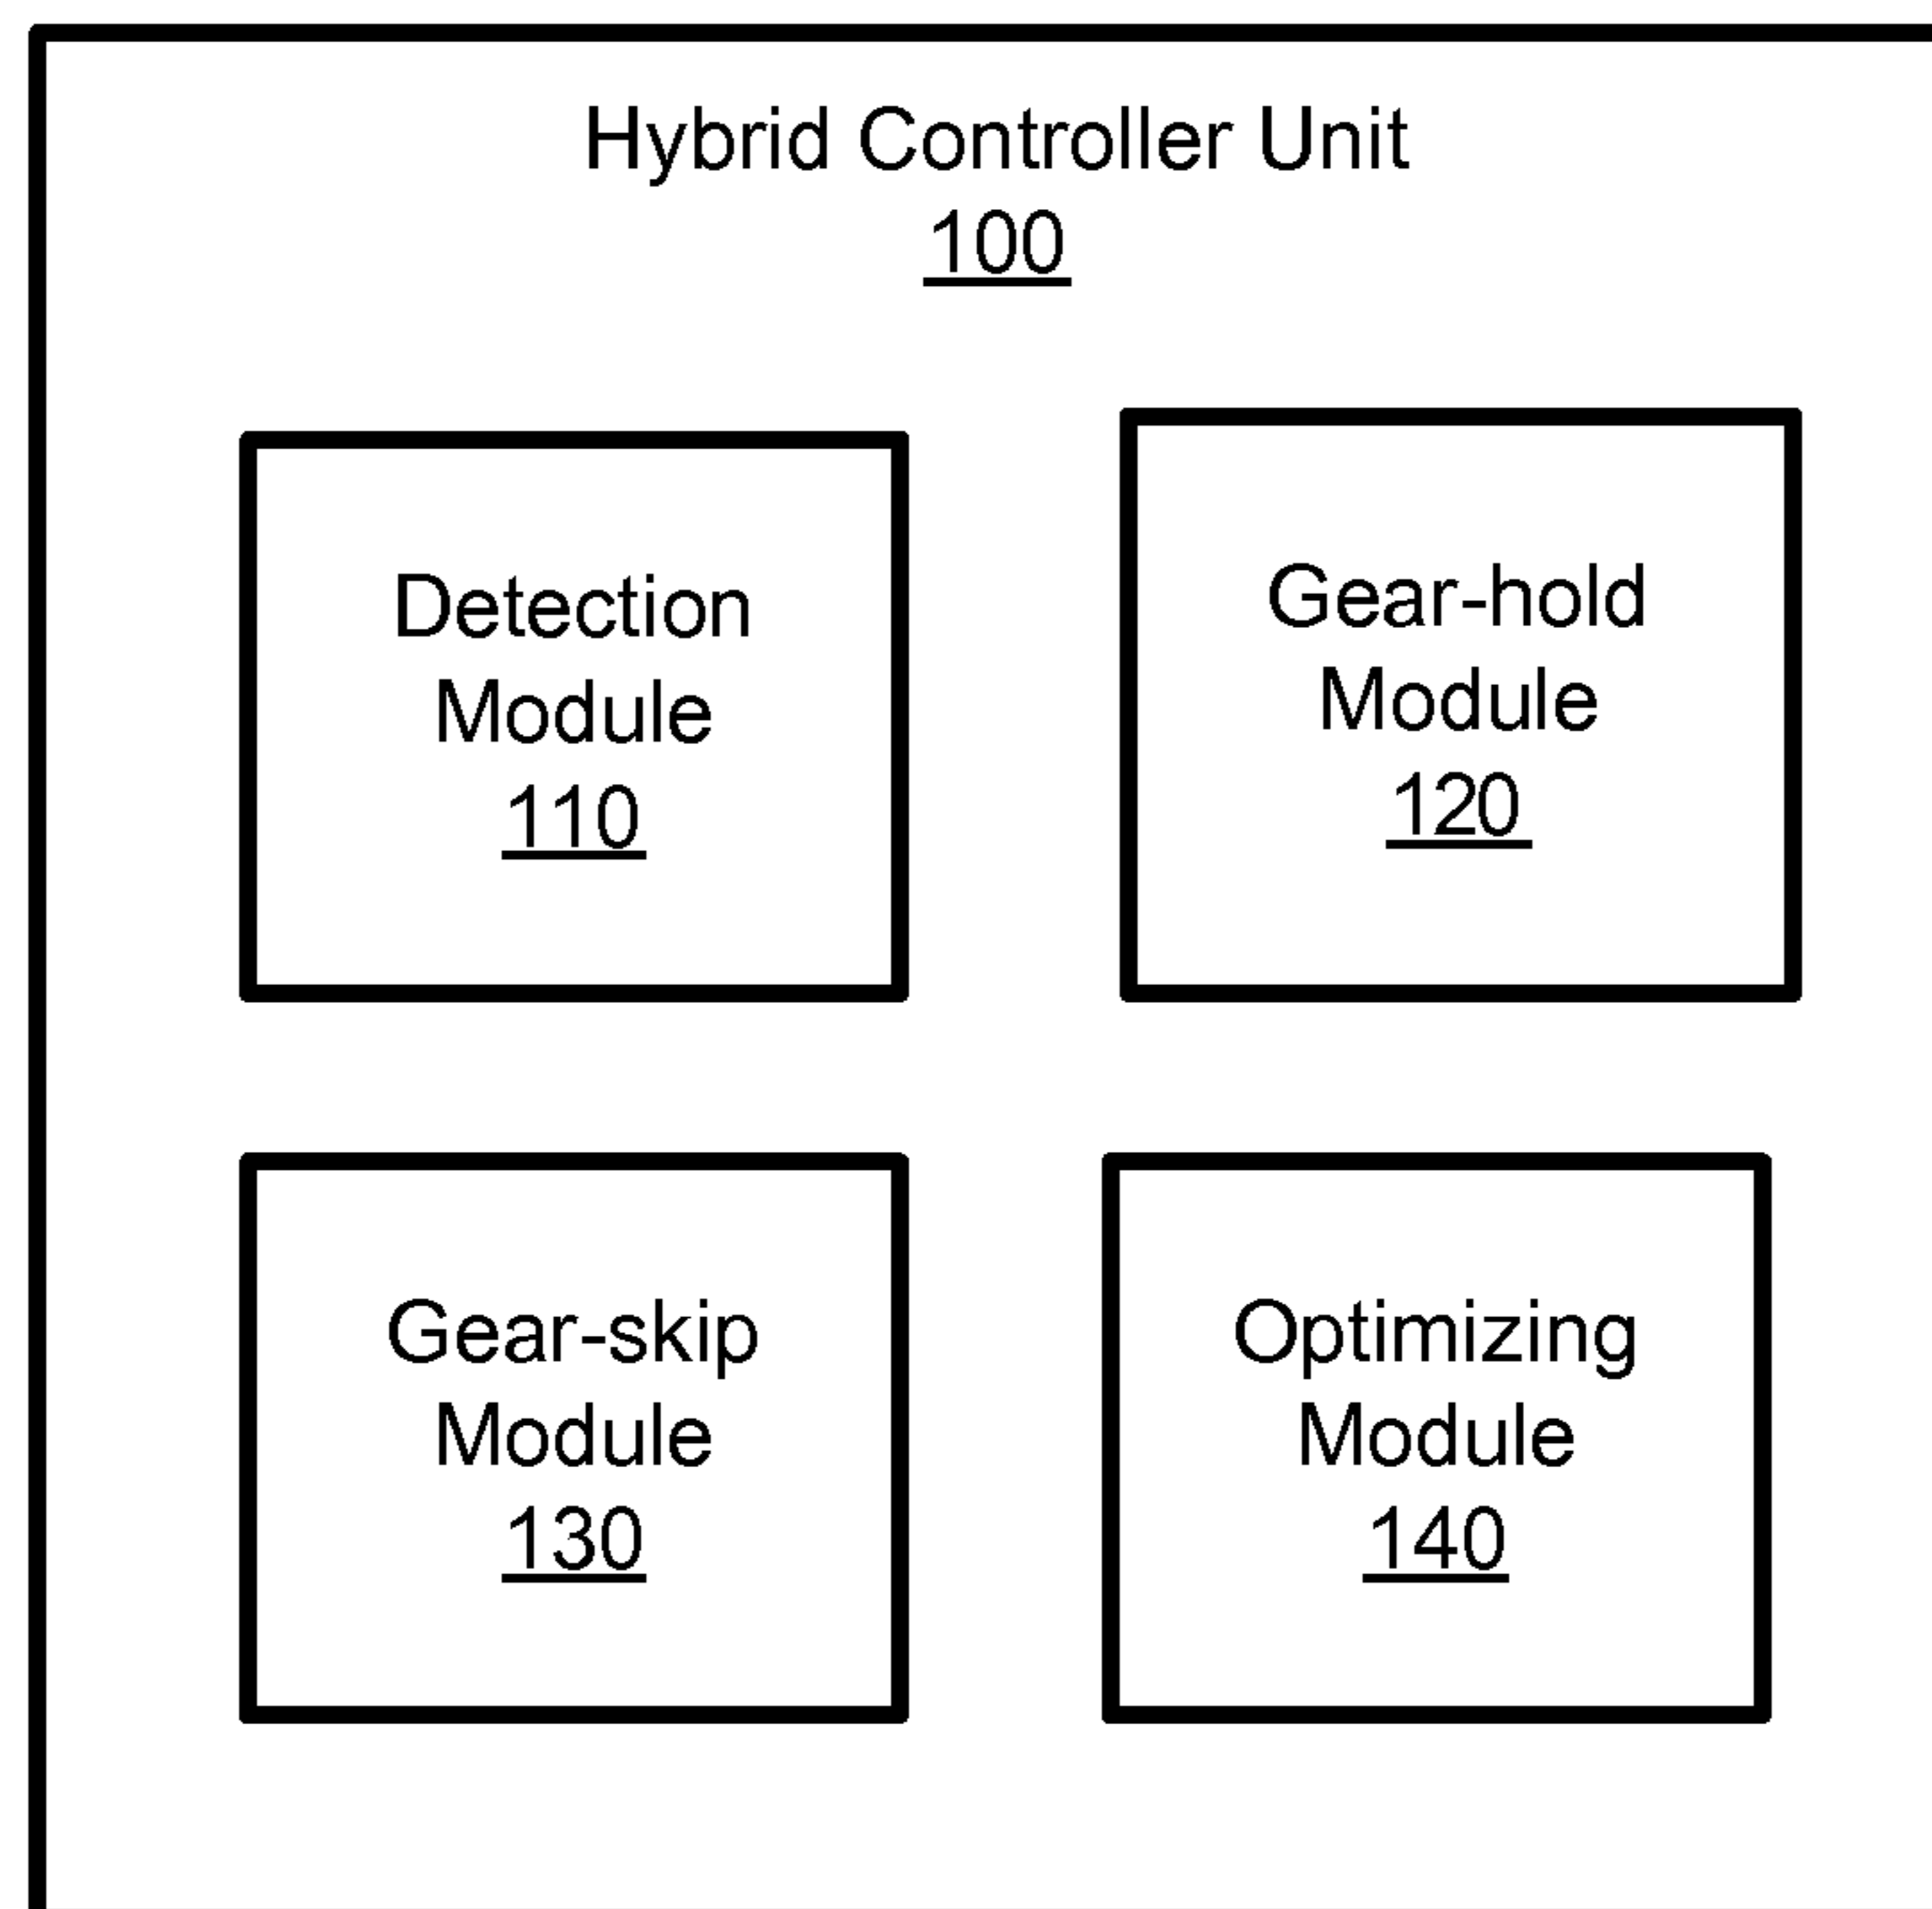 Hybrid Controller Unit
100
Detection
Module
110
Gear-hold
Module
120
Gear-skip
Module
130
Optimizing
Module
140